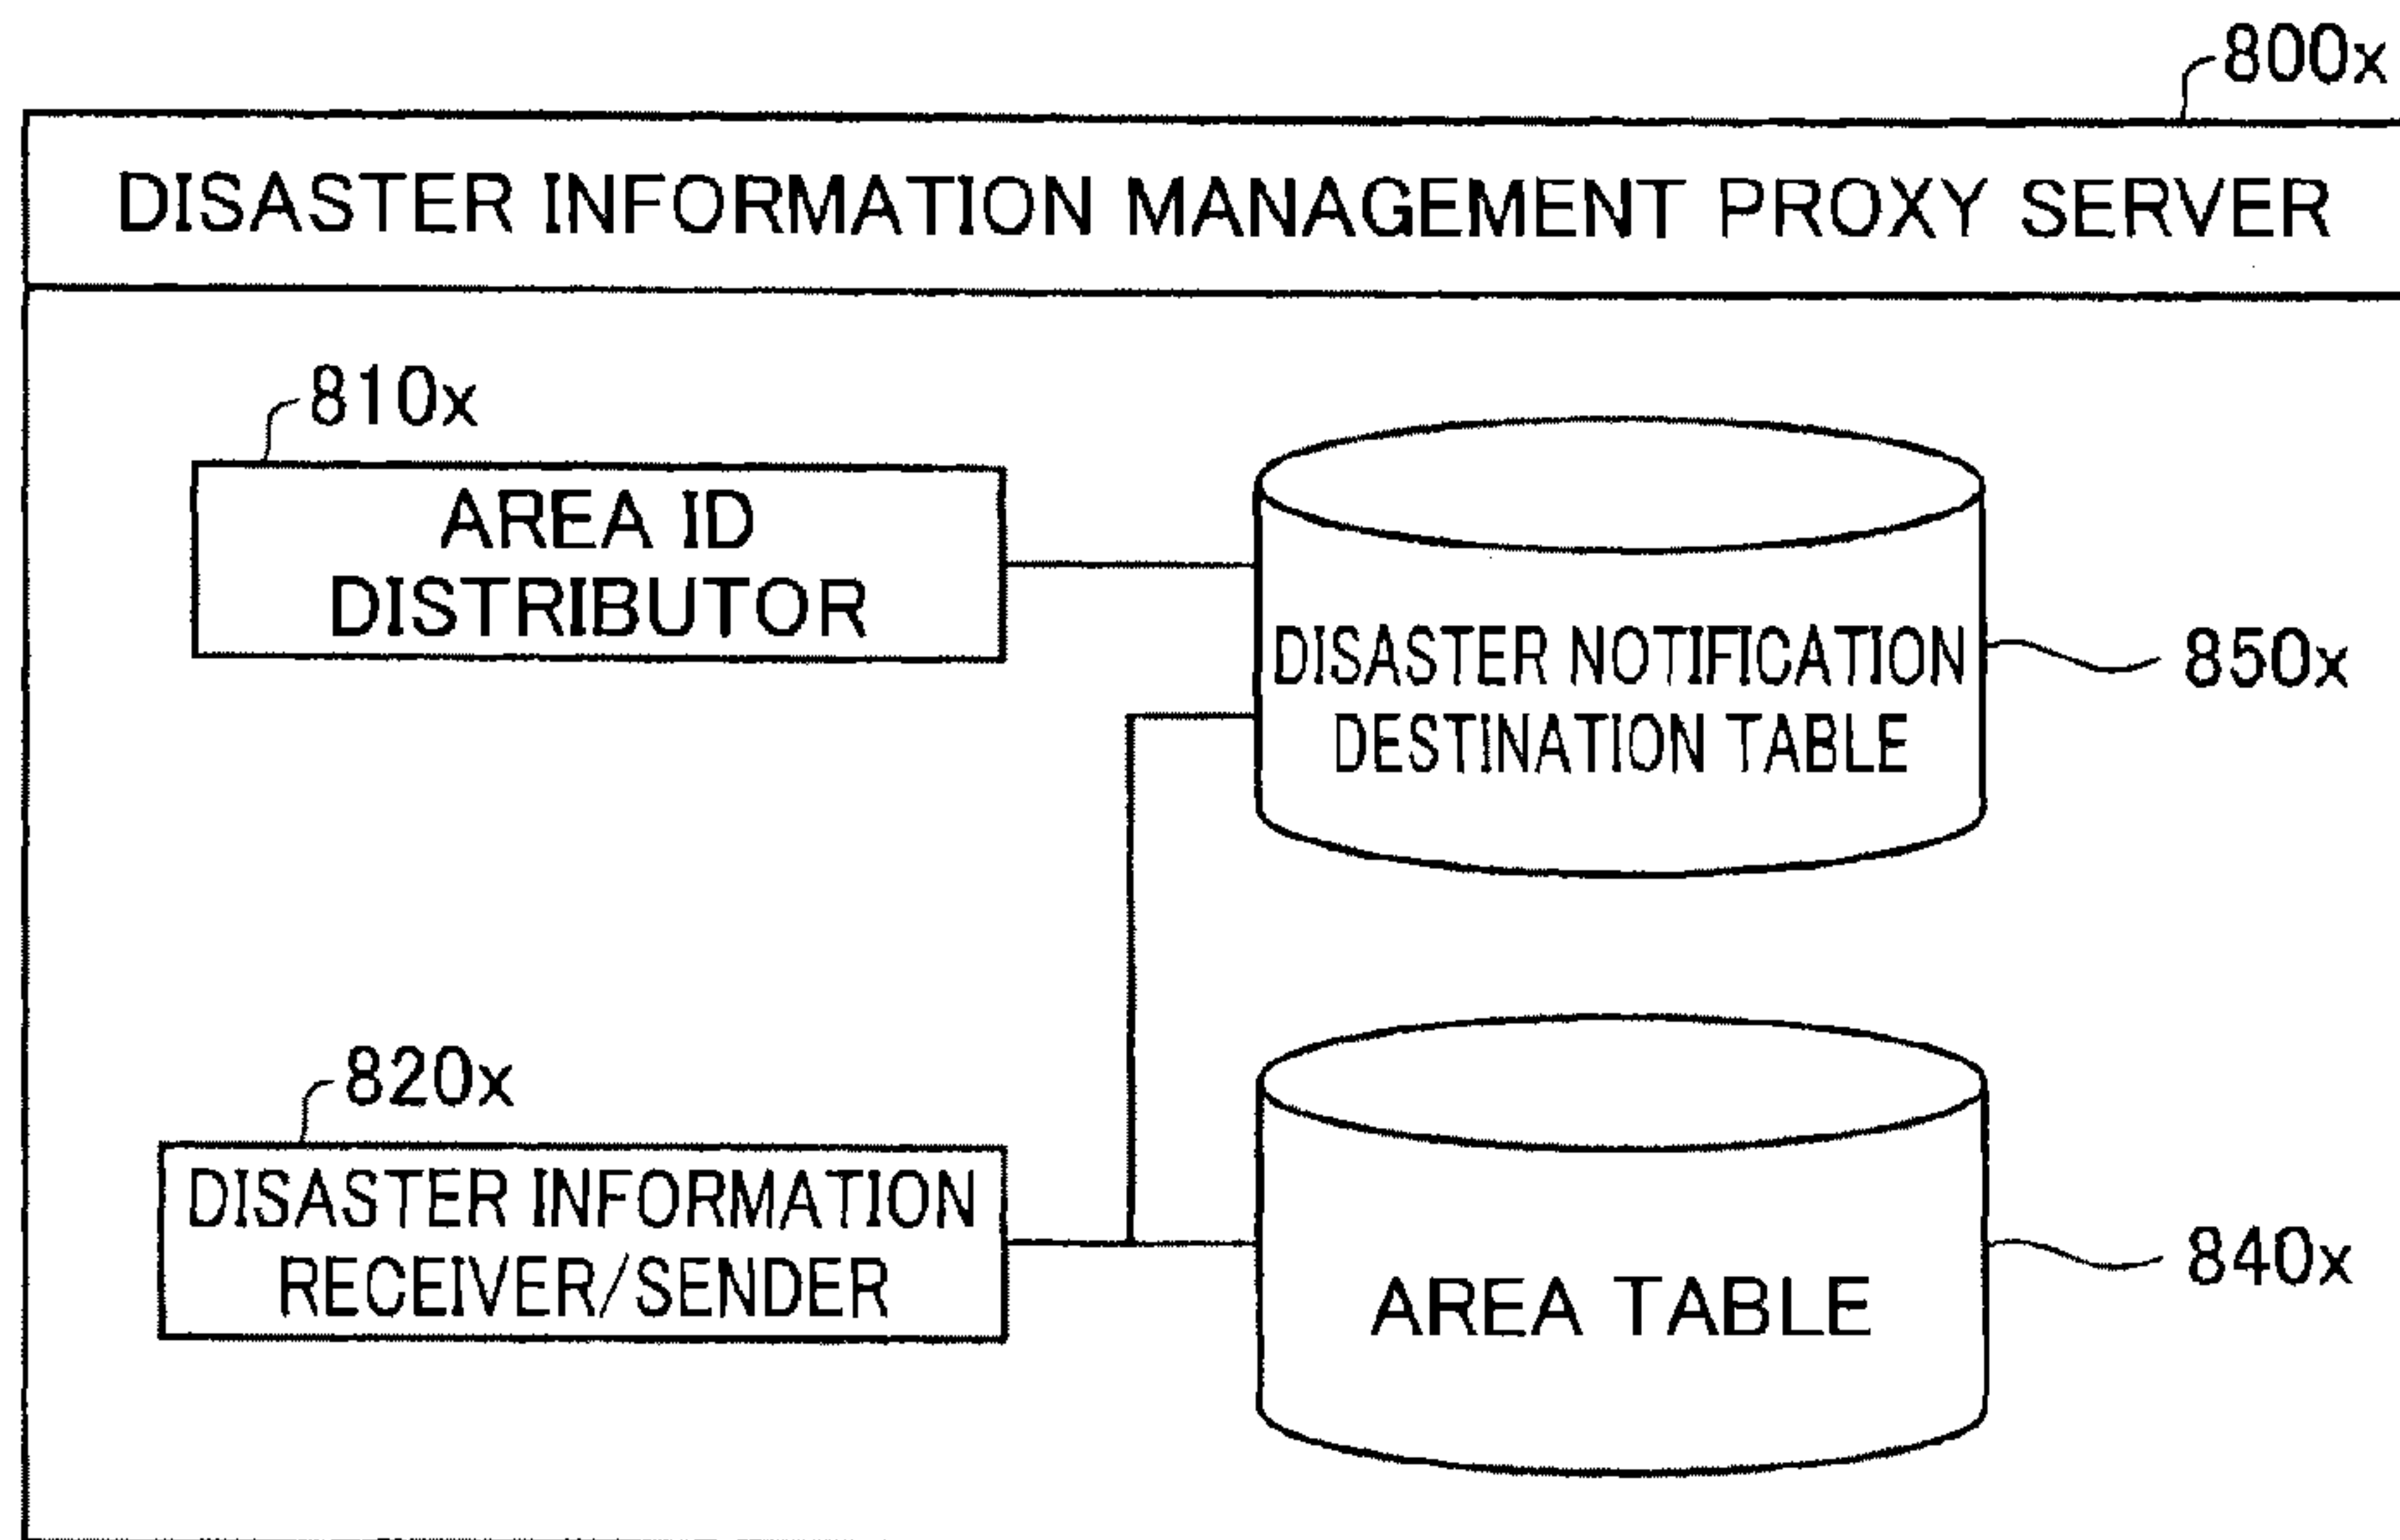 800x
DISASTER INFORMATION MANAGEMENT PROXY SERVER
810x
AREA ID
DISTRIBUTOR
DISASTER NOTIFICATION
DESTINATION TABLE
850x
820x
DISASTER INFORMATION
RECEIVER/SENDER
AREA TABLE
840x